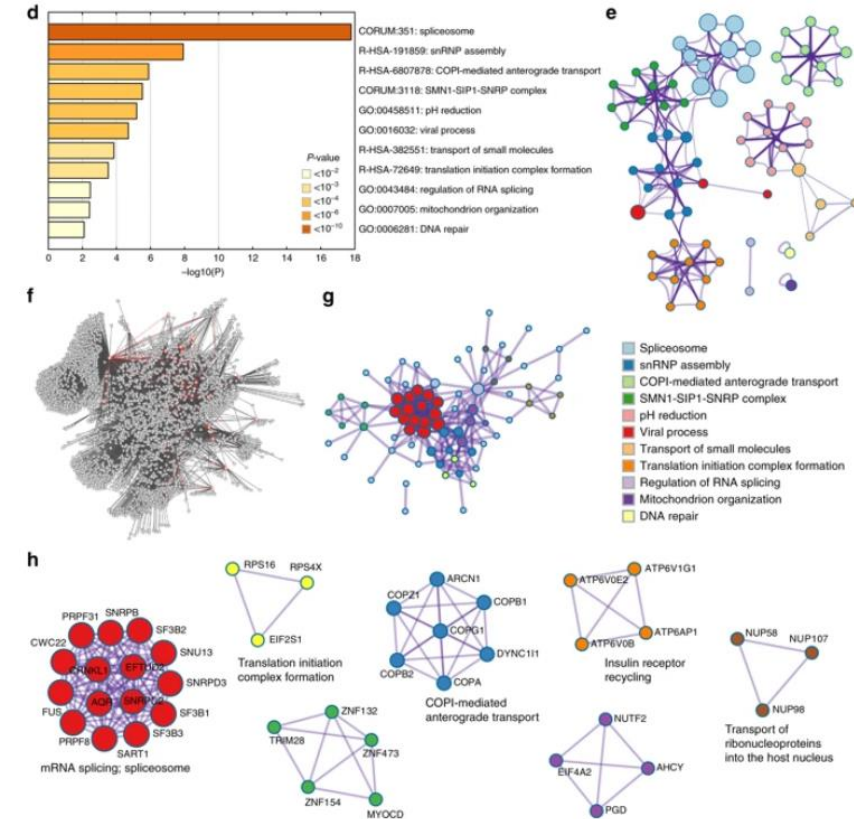 d
CORUM:351: spliceosome
R-HSA-191859: snRNP assembly
R-HSA-6807878: COPI-mediated anterograde transport
CORUM:3118: SMN1-SIP1-SNRP complex
GO:00458511: pH reduction
GO:0016032: viral process
R-HSA-382551: transport of small molecules
R-HSA-72649: translation initiation complex formation
GO:0043484: regulation of RNA splicing
GO:0007005: mitochondrion organization
GO:0006281: DNA repair
P-value
<10−2
<10−3
<10−4
<10−6
<10−10
0 2 4 6 8 10 12 14 16 18
−log10(P)
e
f
g
Spliceosome
snRNP assembly
COPI-mediated anterograde transport
SMN1-SIP1-SNRP complex
pH reduction
Viral process
Transport of small molecules
Translation initiation complex formation
Regulation of RNA splicing
Mitochondrion organization
DNA repair
h
PRPF31
SNRPB
SF3B2
CWC22
SNU13
CRNKL1
EFTUD2
SNRPD3
AQR
SNRPD2
FUS
SF3B1
PRPF8
SF3B3
SART1
mRNA splicing; spliceosome
RPS16
RPS4X
EIF2S1
Translation initiation
complex formation
ZNF132
TRIM28
ZNF473
ZNF154
MYOCD
ARCN1
COPZ1
COPB1
COPG1
DYNC1I1
COPB2
COPA
COPI-mediated
anterograde transport
ATP6V1G1
ATP6V0E2
ATP6AP1
ATP6V0B
Insulin receptor
recycling
NUTF2
EIF4A2
AHCY
PGD
NUP58
NUP107
NUP98
Transport of
ribonucleoproteins
into the host nucleus